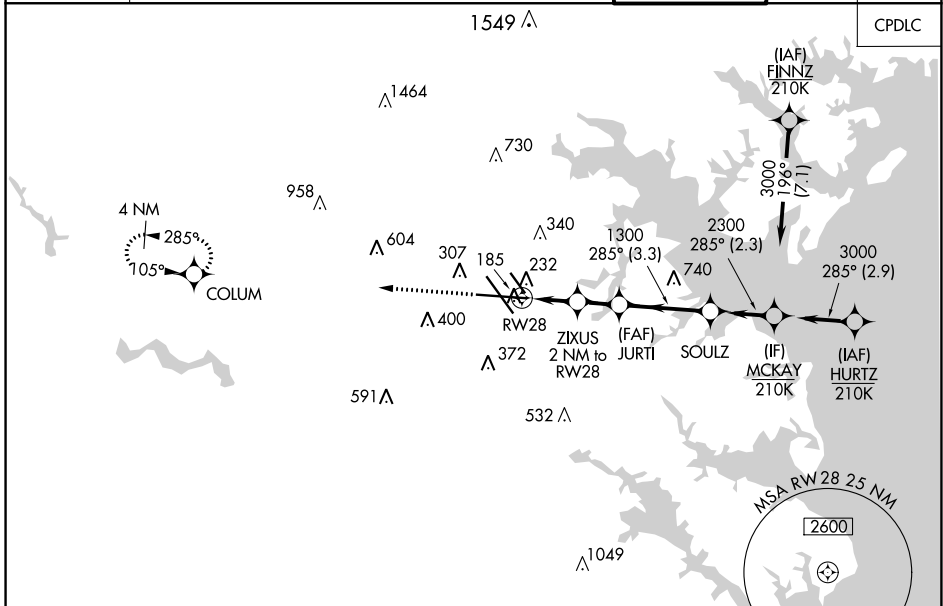 1549
CPDLC
(IAF)
FINNZ
210K
1464
730
3000
196°
(7.1)
958
4 NM
285°
105°
COLUM
604
340
307
185
232
1300
285° (3.3)
2300
285° (2.3)
740
3000
285° (2.9)
400
RW28
372
ZIXUS
2 NM to
RW28
(FAF)
JURTI
SOULZ
(IF)
MCKAY
210K
(IAF)
HURTZ
210K
591
532
MSA RW 28 25 NM
2600
1049